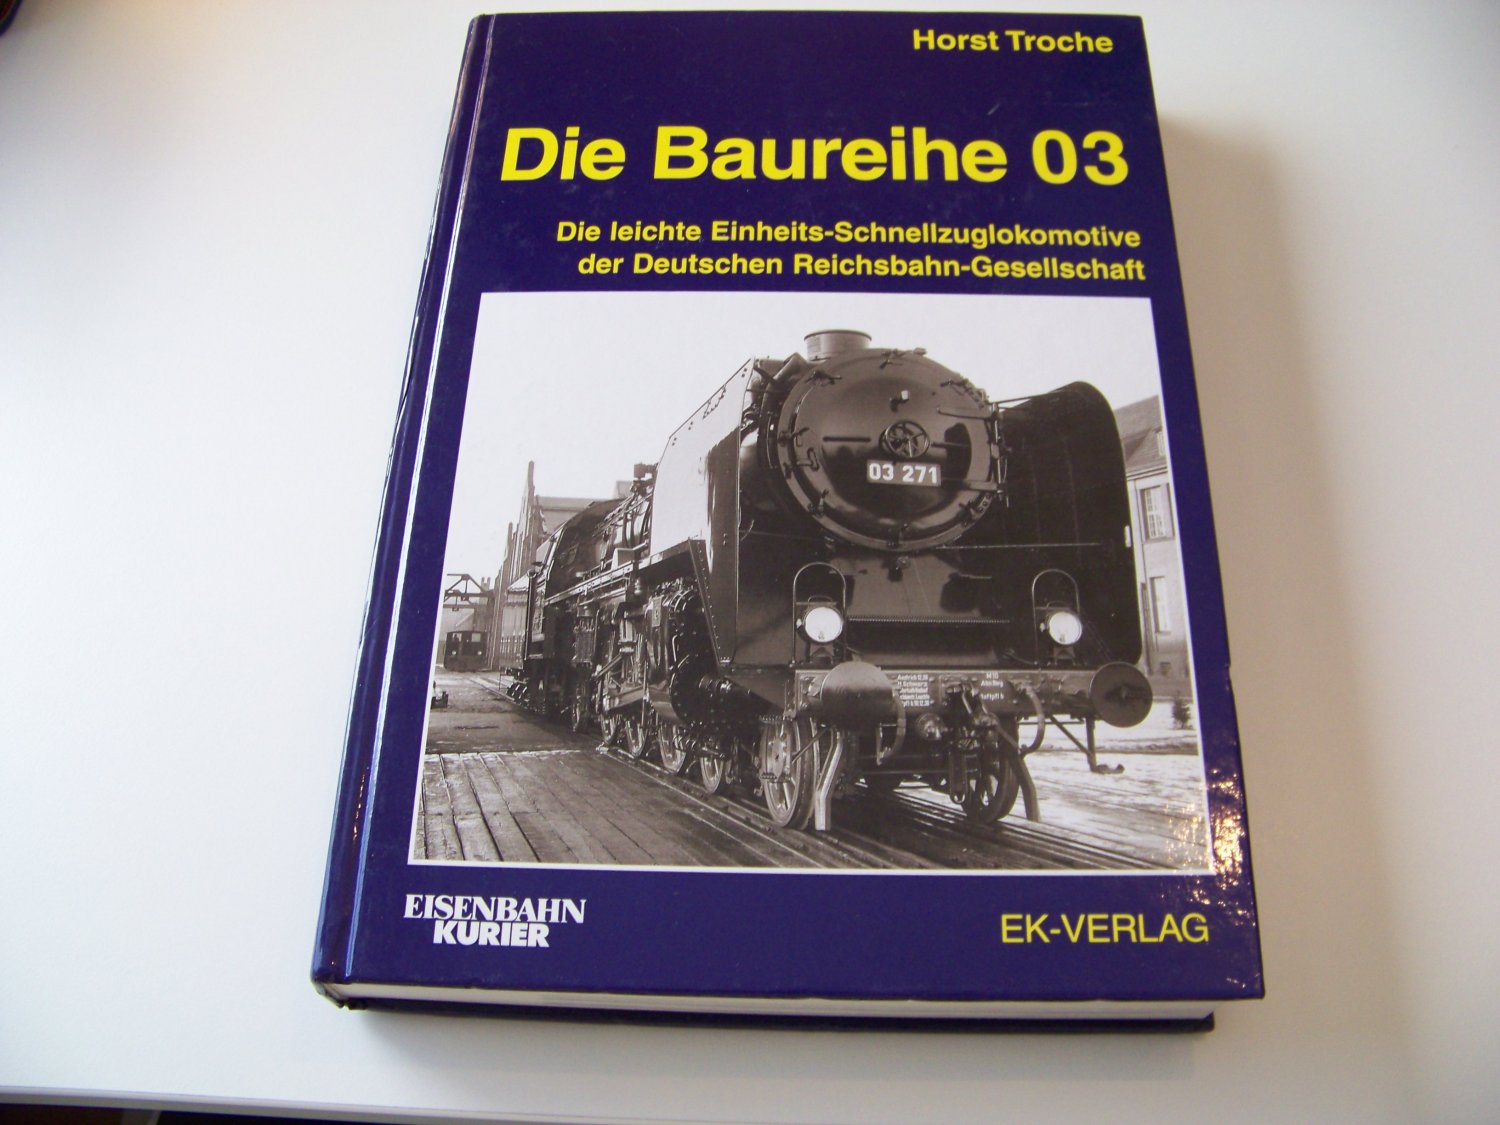 Horst Troche
Die Baureihe 03
Die leichte Einheits-Schnellzuglokomotive
der Deutschen Reichsbahn-Gesellschaft
03 271
EISENBAHN
KURIER
EK-VERLAG